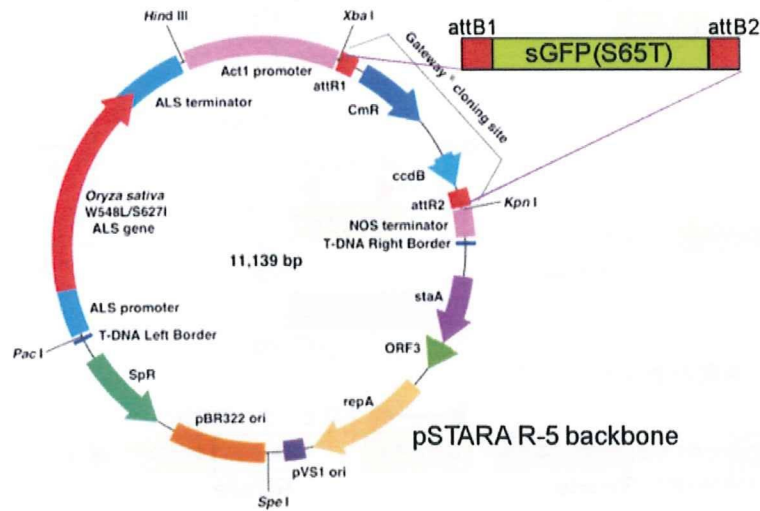 Hind III
Xba I
attB1
attB2
sGFP(S65T)
Act1 promoter
attR1
Gateway ® cloning site
ALS terminator
CmR
ccdB
Oryza sativa
W548L/S627I
ALS gene
attR2
Kpn I
NOS terminator
T-DNA Right Border
11,139 bp
staA
ALS promoter
T-DNA Left Border
Pac I
ORF3
SpR
repA
pBR322 ori
pSTARA R-5 backbone
pVS1 ori
Spe I